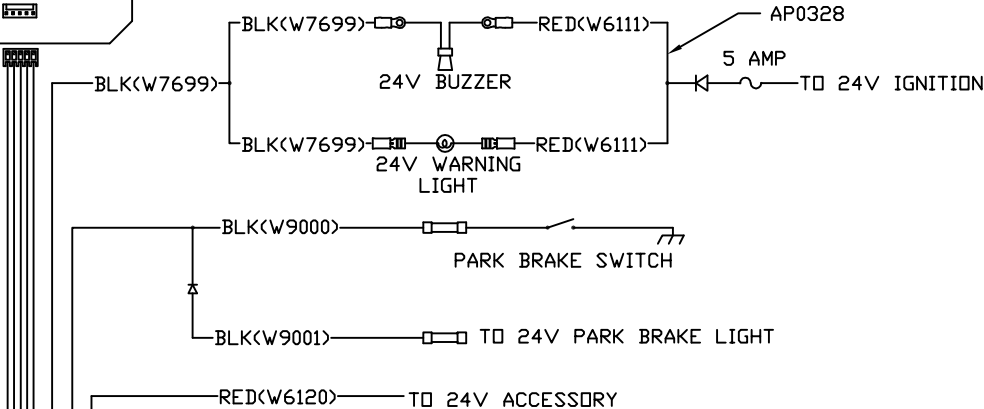 AP0328
BLK(W7699) RED(W6111)
5 AMP
24V BUZZER
BLK(W7699) TO 24V IGNITION
BLK(W7699) RED(W6111)
24V WARNING
LIGHT
BLK(W9000)
PARK BRAKE SWITCH
BLK(W9001) TO 24V PARK BRAKE LIGHT
RED(W6120) TO 24V ACCESSORY